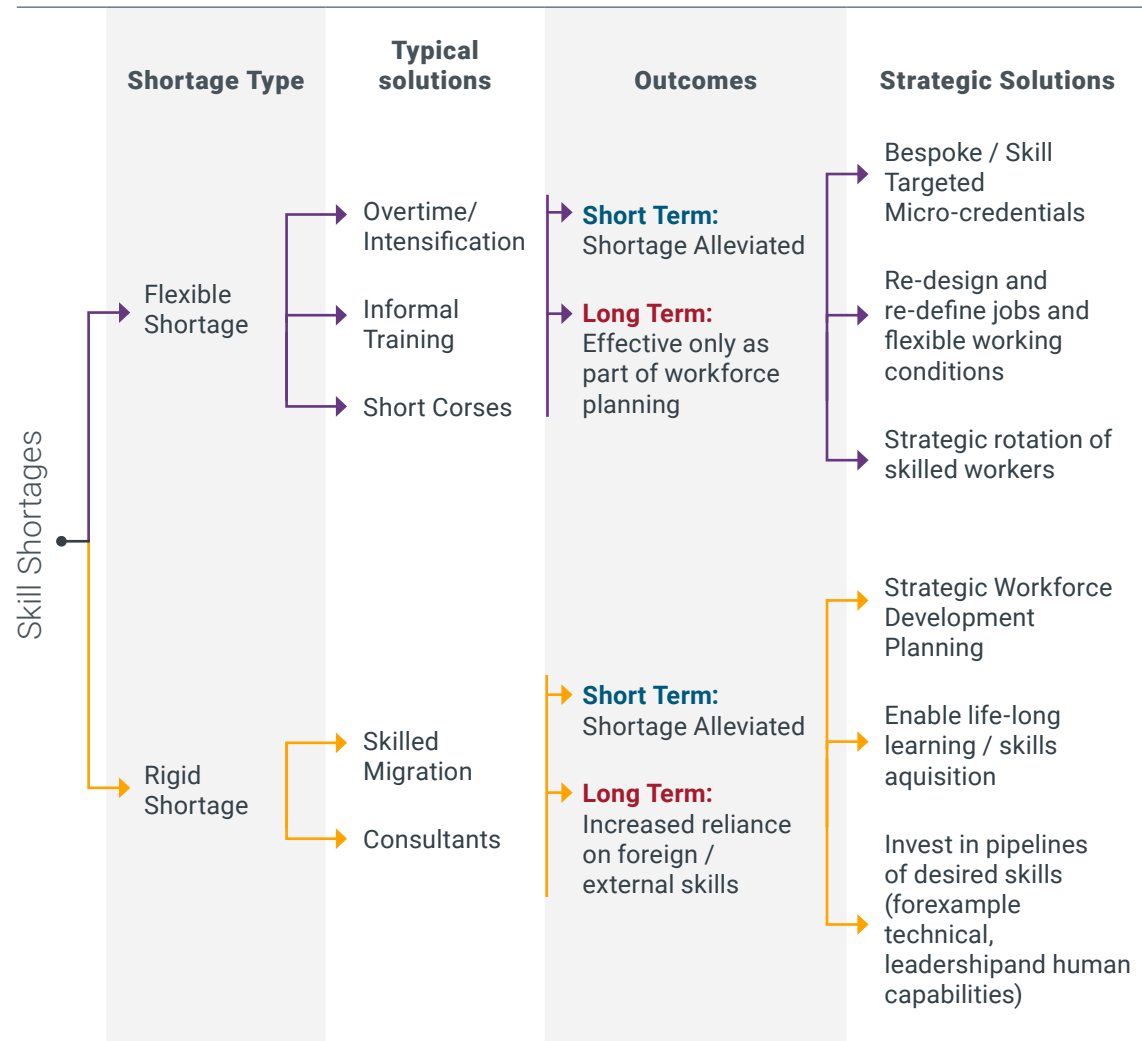 Shortage Type
Typical
solutions
Outcomes
Strategic Solutions
Skill Shortages
Flexible
Shortage
Overtime/
Intensification
Informal
Training
Short Corses
Short Term:
Shortage Alleviated
Long Term:
Effective only as
part of workforce
planning
Bespoke / Skill
Targeted
Micro-credentials
Re-design and
re-define jobs and
flexible working
conditions
Strategic rotation of
skilled workers
Rigid
Shortage
Skilled
Migration
Consultants
Short Term:
Shortage Alleviated
Long Term:
Increased reliance
on foreign /
external skills
Strategic Workforce
Development
Planning
Enable life-long
learning / skills
aquisition
Invest in pipelines
of desired skills
(forexample
technical,
leadershipand human
capabilities)